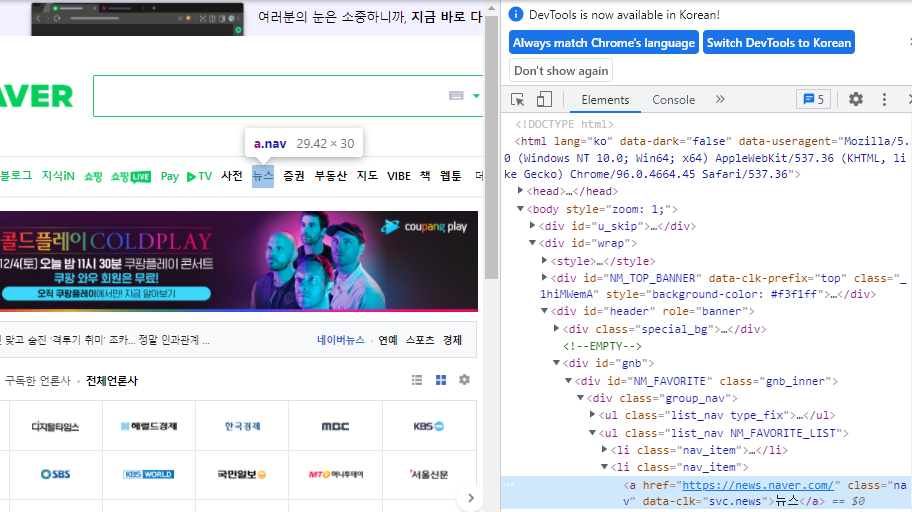 여러분의 눈은 소중하니까, 지금 바로 다
AVER
a.nav 29.42 × 30
블로그 지식iN 쇼핑 쇼핑LIVE Pay TV 사전 뉴스 증권 부동산 지도 VIBE 책 웹툰
콜드플레이 COLDPLAY
coupang play
12/4(토) 오늘 밤 11시 30분 쿠팡플레이 콘서트
쿠팡 와우 회원은 무료!
오직 쿠팡플레이에서만! 지금 알아보기
맞고 숨진 '격투기 취미' 조카... 정말 인과관계 ...
네이버뉴스 · 연예 스포츠 경제
구독한 언론사 · 전체언론사
디지털타임스 헤럴드경제 한국경제 MBC KBS
SBS KBS WORLD 국민일보 MTO 머니투데이 서울신문
DevTools is now available in Korean!
Always match Chrome's language Switch DevTools to Korean
Don't show again
Elements Console » 5
<!DOCTYPE html>
<html lang="ko" data-dark="false" data-useragent="Mozilla/5.
0 (Windows NT 10.0; Win64; x64) AppleWebKit/537.36 (KHTML, li
ke Gecko) Chrome/96.0.4664.45 Safari/537.36">
<head>…</head>
<body style="zoom: 1;">
<div id="u_skip">…</div>
<div id="wrap">
<style>…</style>
<div id="NM_TOP_BANNER" data-clk-prefix="top" class="_
1hiMWemA" style="background-color: #f3f1ff">…</div>
<div id="header" role="banner">
<div class="special_bg">…</div>
<!--EMPTY-->
<div id="gnb">
<div id="NM_FAVORITE" class="gnb_inner">
<div class="group_nav">
<ul class="list_nav type_fix">…</ul>
<ul class="list_nav NM_FAVORITE_LIST">
<li class="nav_item">…</li>
<li class="nav_item">
<a href="https://news.naver.com/" class="na
v" data-clk="svc.news">뉴스</a> == $0